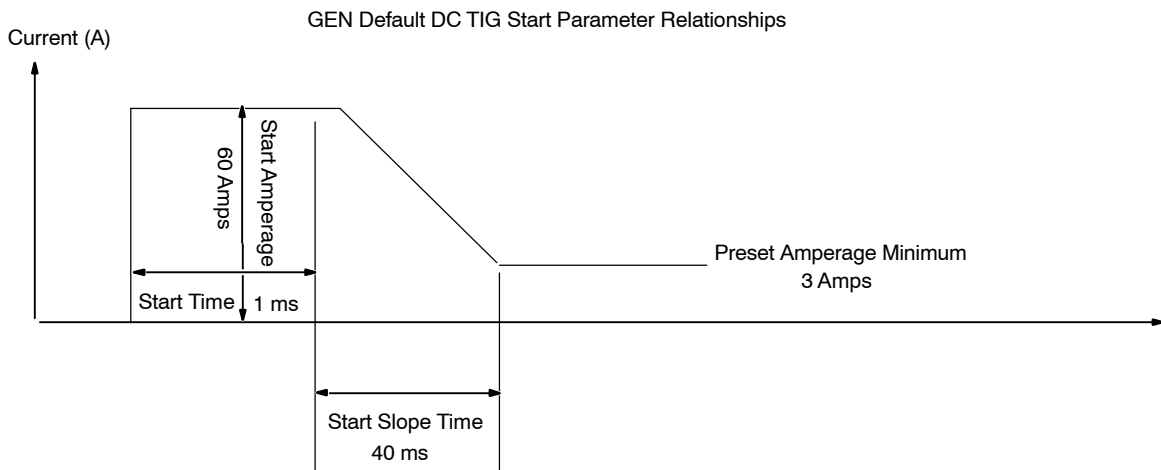 GEN Default DC TIG Start Parameter Relationships
Current (A)
Start Amperage
60 Amps
Preset Amperage Minimum
3 Amps
Start Time
1 ms
Start Slope Time
40 ms